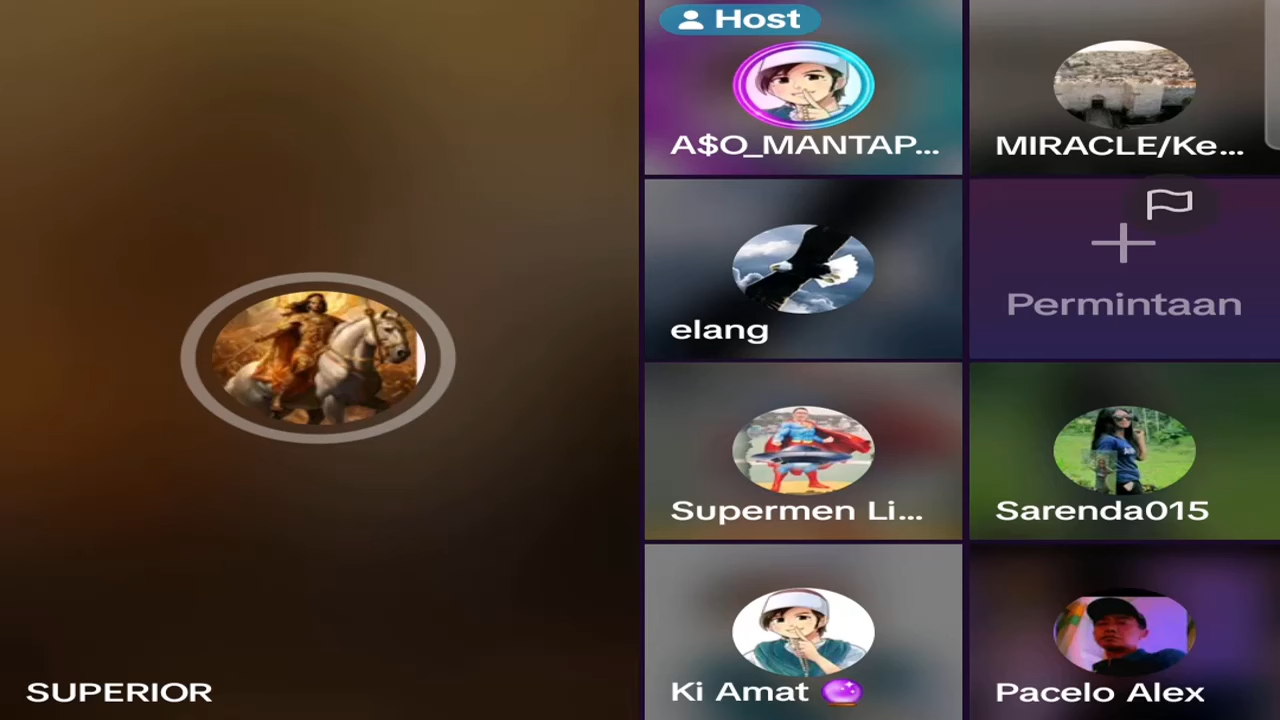 Host
A$O_MANTAP...
MIRACLE/Ke...
elang
Permintaan
Supermen Li...
Sarenda015
SUPERIOR
Ki Amat
Pacelo Alex